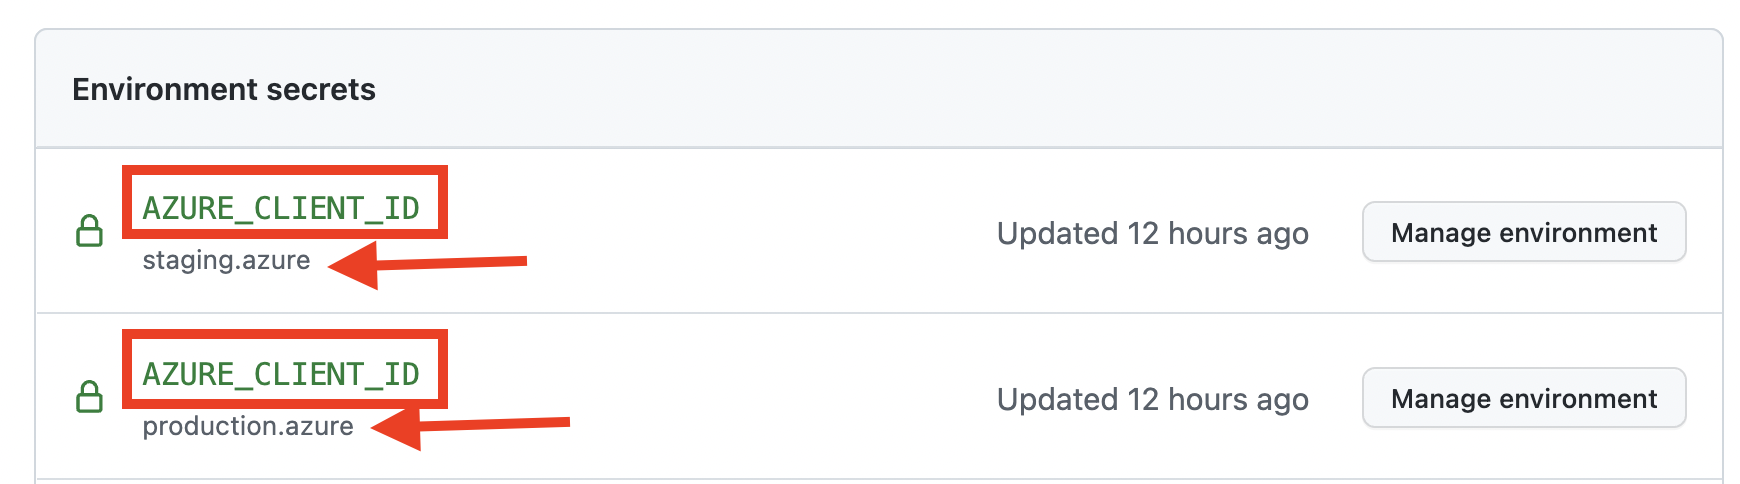 Environment secrets
AZURE_CLIENT_ID
staging.azure
Updated 12 hours ago
Manage environment
AZURE_CLIENT_ID
production.azure
Updated 12 hours ago
Manage environment